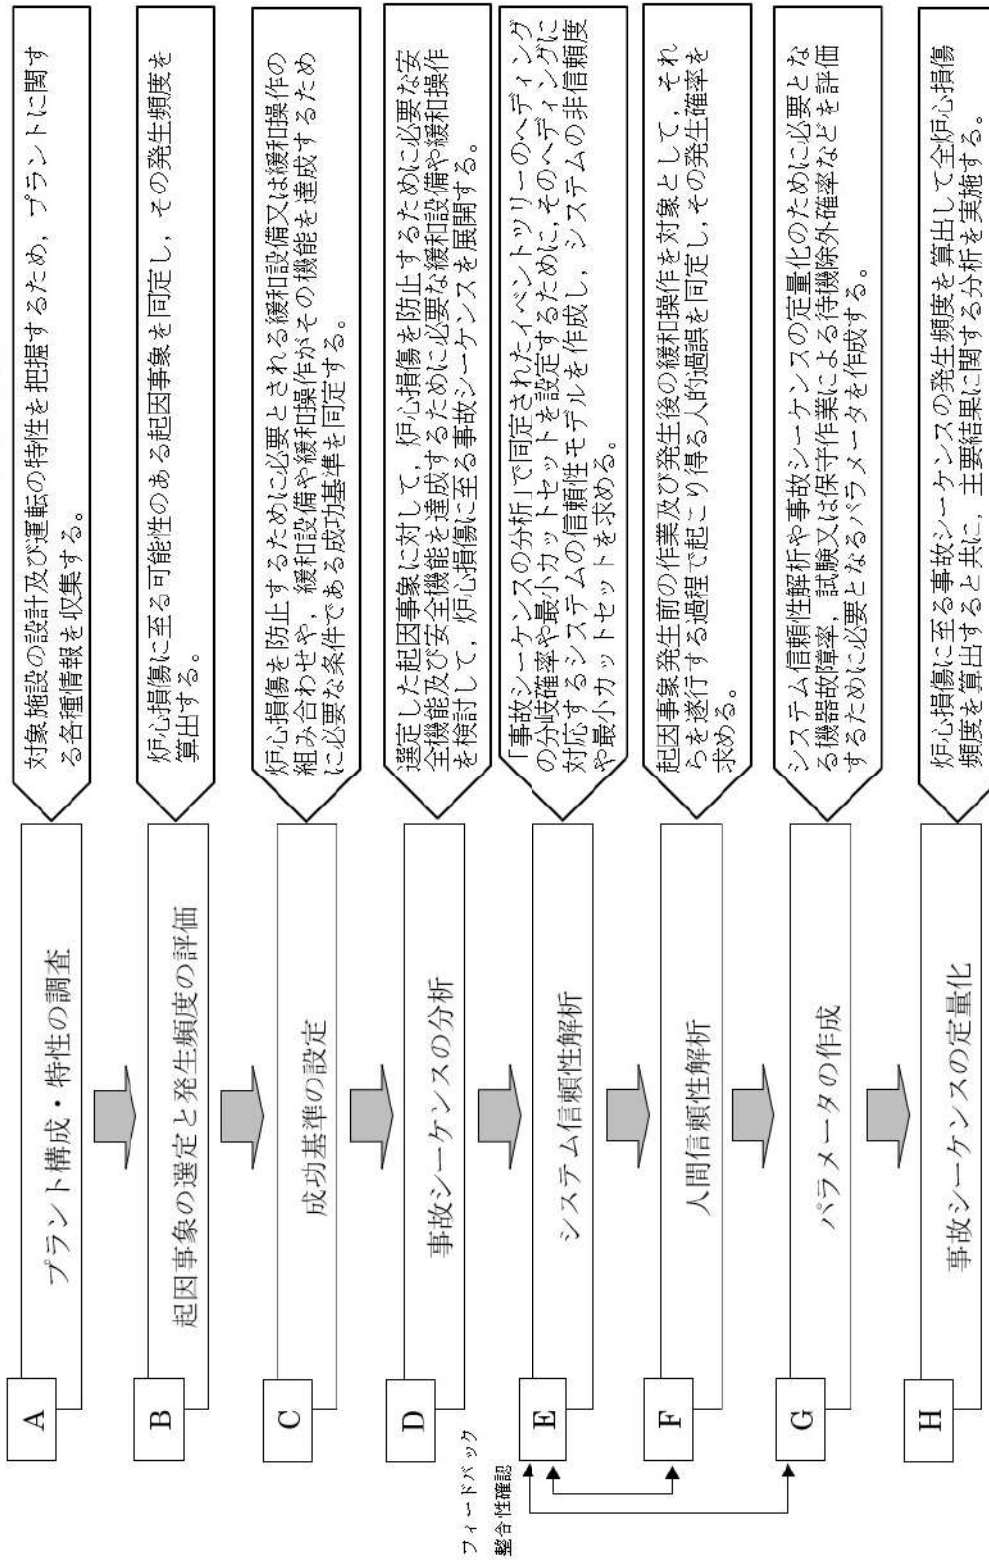 A
プラント構成・特性の調査
対象施設の設計及び運転の特性を把握するため，プラントに関す
る各種情報を収集する。
B
起因事象の選定と発生頻度の評価
炉心損傷に至る可能性のある起因事象を同定し，その発生頻度を
算出する。
C
成功基準の設定
炉心損傷を防止するために必要とされる緩和設備又は緩和操作の
組み合わせや，緩和設備や緩和操作がその機能を達成するため
に必要な条件である成功基準を同定する。
D
事故シーケンスの分析
選定した起因事象に対して，炉心損傷を防止するために必要な安
全機能及び安全機能を達成するために必要な緩和設備や緩和操作
を検討して，炉心損傷に至る事故シーケンスを展開する。
フィードバック
整合性確認
E
システム信頼性解析
「事故シーケンスの分析」で同定されたイベントツリーのヘディング
の分岐確率や最小カットセットを設定するために，そのヘディングに
対応するシステムの信頼性モデルを作成し，システムの非信頼度
や最小カットセットを求める。
F
人間信頼性解析
起因事象発生前の作業及び発生後の緩和操作を対象として，それ
らを遂行する過程で起こり得る人的過誤を同定し，その発生確率を
求める。
G
パラメータの作成
システム信頼性解析や事故シーケンスの定量化のために必要とな
る機器故障率，試験又は保守作業による待機除外確率などを評価
するために必要となるパラメータを作成する。
H
事故シーケンスの定量化
炉心損傷に至る事故シーケンスの発生頻度を算出して全炉心損傷
頻度を算出すると共に，主要結果に関する分析を実施する。